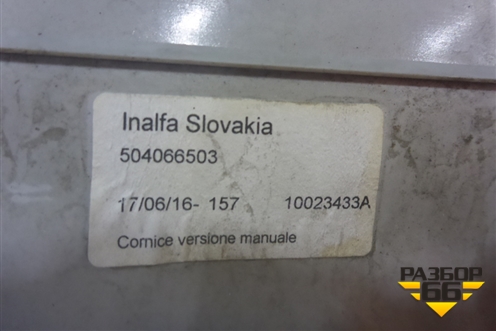 Inalfa Slovakia
504066503
17/06/16- 157 10023433A
Cornice versione manuale
РАЗБОР
66